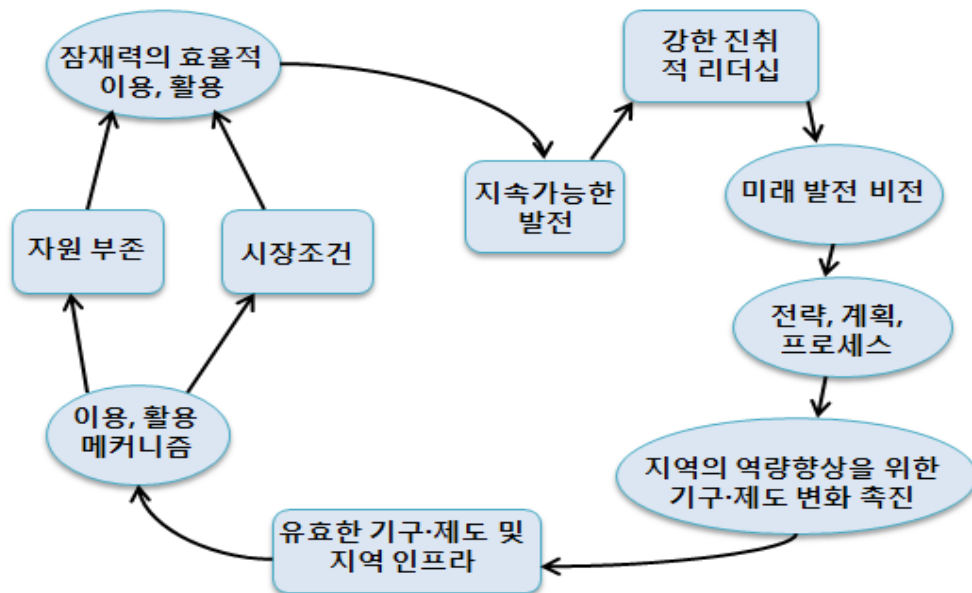 잠재력의 효율적
이용, 활용
강한 진취
적 리더십
지속가능한
발전
미래 발전 비전
자원 부존
시장조건
전략, 계획,
프로세스
이용, 활용
메커니즘
지역의 역량향상을 위한
기구·제도 변화 촉진
유효한 기구·제도 및
지역 인프라